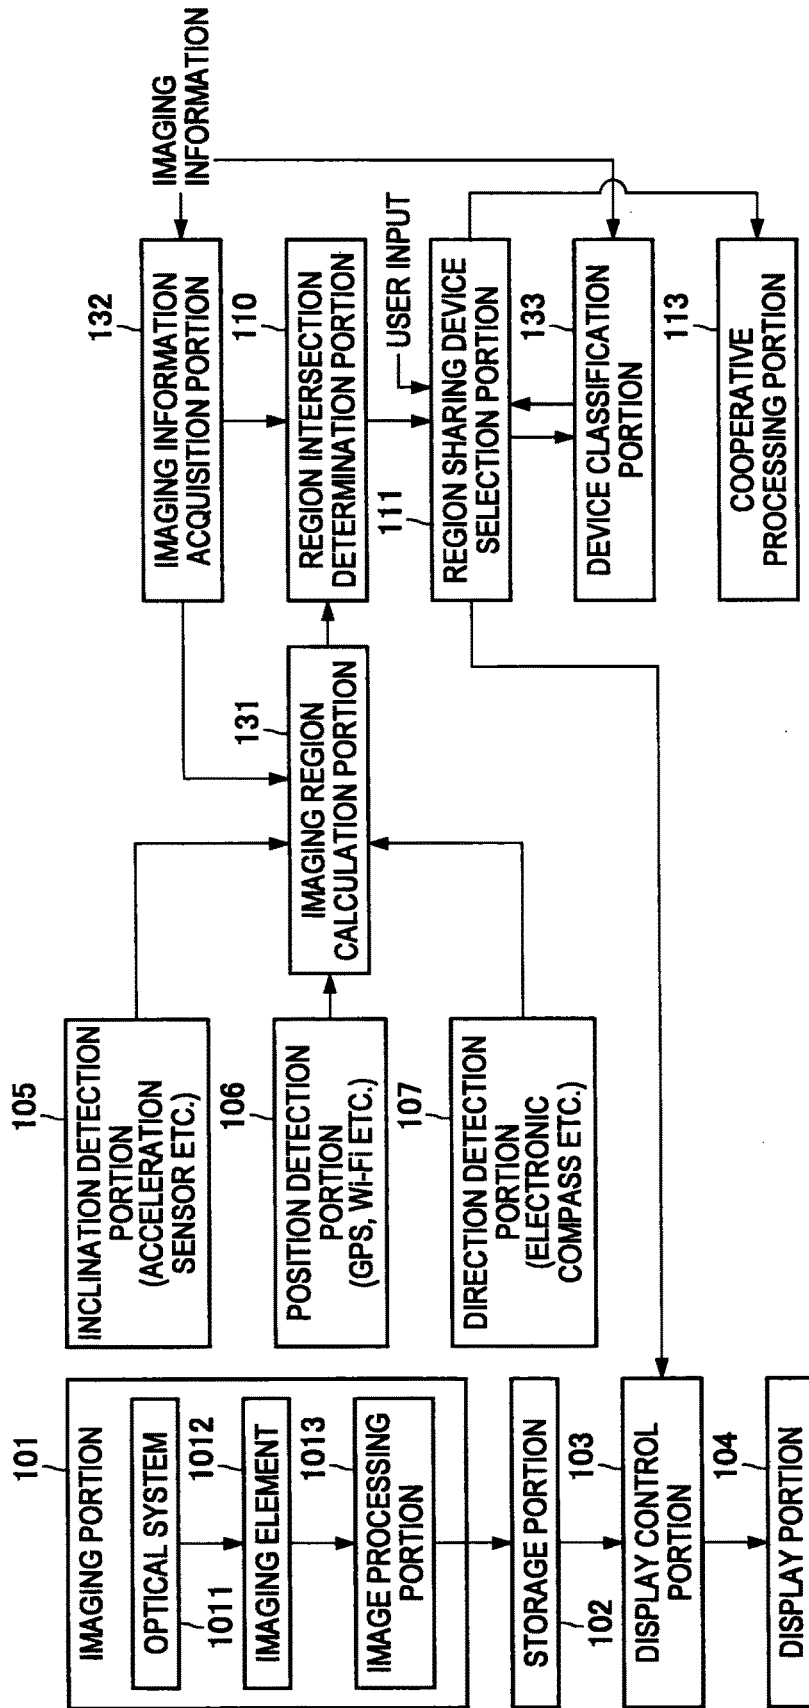 101
IMAGING PORTION
OPTICAL SYSTEM
1011
1012
IMAGING ELEMENT
1013
IMAGE PROCESSING
PORTION
STORAGE PORTION
102
103
DISPLAY CONTROL
PORTION
104
DISPLAY PORTION
105
INCLINATION DETECTION
PORTION
(ACCELERATION
SENSOR ETC.)
106
POSITION DETECTION
PORTION
(GPS, Wi-Fi ETC.)
107
DIRECTION DETECTION
PORTION
(ELECTRONIC
COMPASS ETC.)
131
IMAGING REGION
CALCULATION PORTION
132
IMAGING INFORMATION
ACQUISITION PORTION
IMAGING
INFORMATION
110
REGION INTERSECTION
DETERMINATION PORTION
USER INPUT
111
REGION SHARING DEVICE
SELECTION PORTION
133
DEVICE CLASSIFICATION
PORTION
113
COOPERATIVE
PROCESSING PORTION